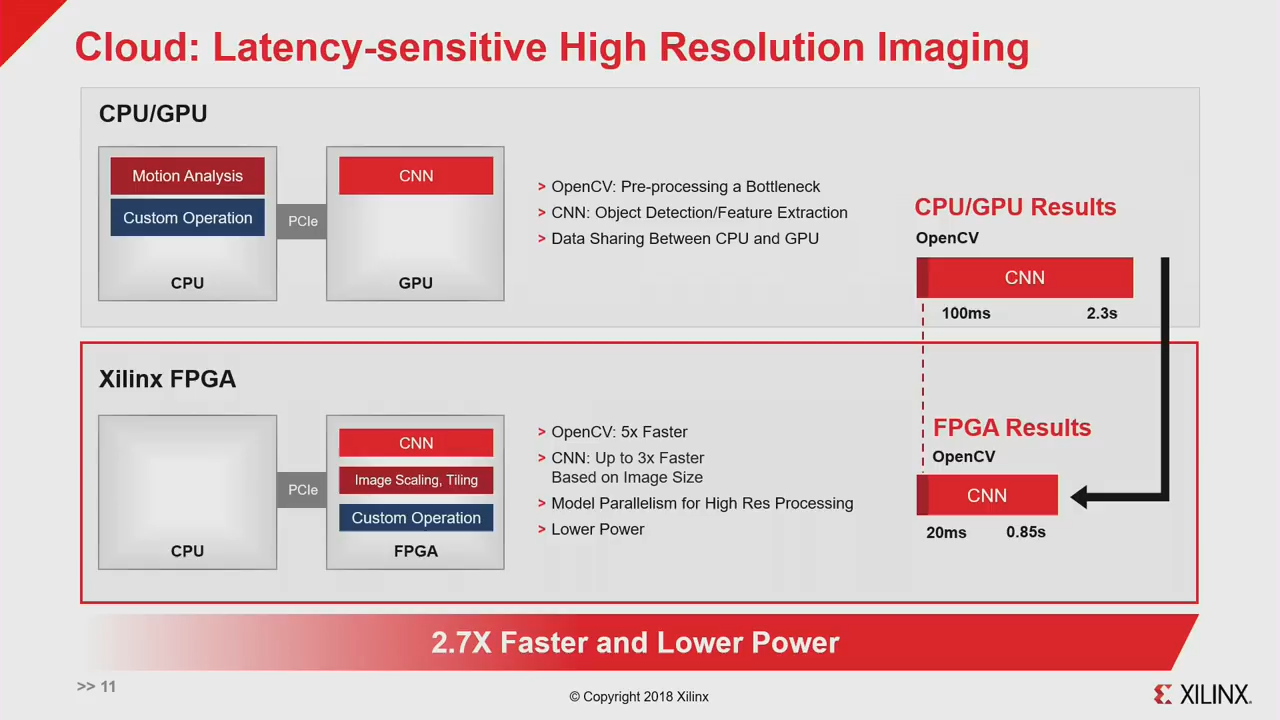 Cloud: Latency-sensitive High Resolution Imaging
CPU/GPU
Motion Analysis
Custom Operation
CPU
PCIe
CNN
GPU
> OpenCV: Pre-processing a Bottleneck
> CNN: Object Detection/Feature Extraction
> Data Sharing Between CPU and GPU
CPU/GPU Results
OpenCV
CNN
100ms 2.3s
Xilinx FPGA
CPU
PCIe
CNN
Image Scaling, Tiling
Custom Operation
FPGA
> OpenCV: 5x Faster
> CNN: Up to 3x Faster
Based on Image Size
> Model Parallelism for High Res Processing
> Lower Power
FPGA Results
OpenCV
CNN
20ms 0.85s
2.7X Faster and Lower Power
>> 11
© Copyright 2018 Xilinx
XILINX.